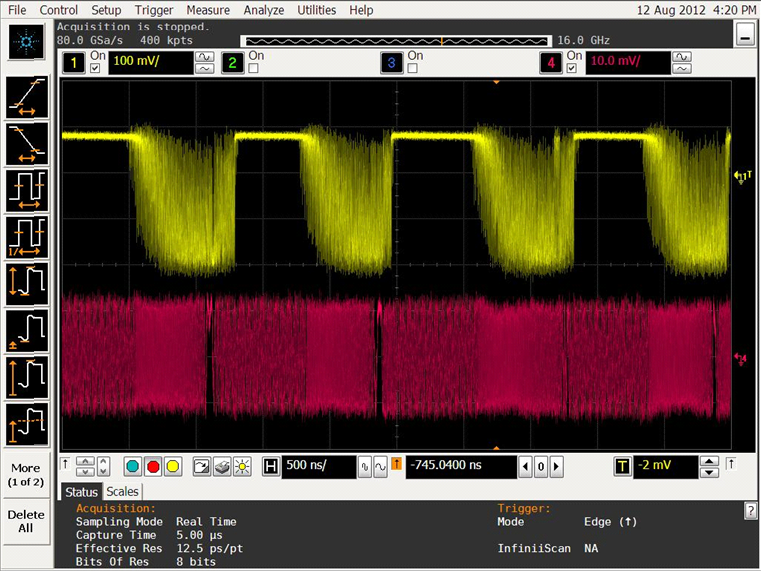 File Control Setup Trigger Measure Analyze Utilities Help 12 Aug 2012 4:20 PM
Acquisition is stopped.
80.0 GSa/s 400 kpts 16.0 GHz
1 On 100 mV/ 2 On 3 On 4 On 10.0 mV/
1T
4
1/
More
(1 of 2)
Delete
All
H 500 ns/ -745.0400 ns 0 T -2 mV
Status Scales
Acquisition: Trigger: ?
Sampling Mode Real Time Mode Edge (↑)
Capture Time 5.00 µs
Effective Res 12.5 ps/pt InfiniiScan NA
Bits Of Res 8 bits